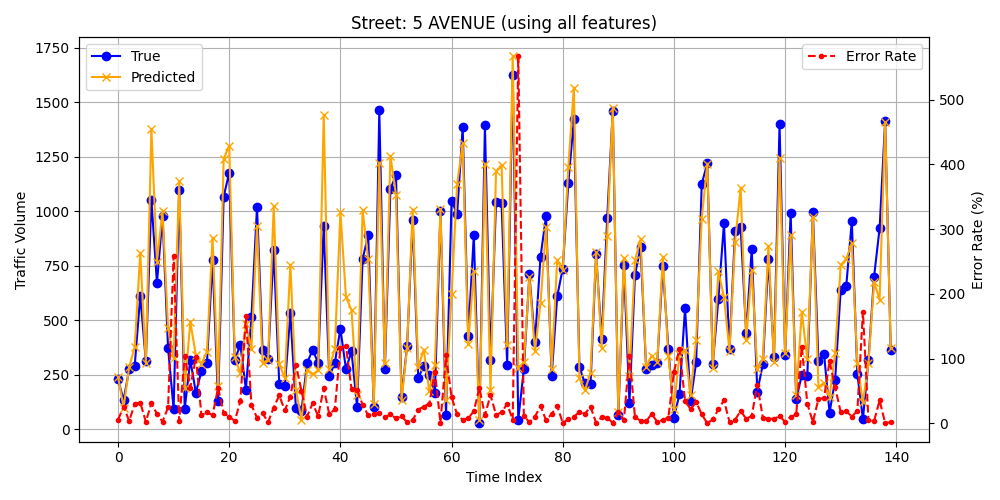 Street: 5 AVENUE (using all features)
True
Predicted
Error Rate
1750
1500
1250
1000
750
500
250
0
Traffic Volume
500
400
300
200
100
0
Error Rate (%)
0 20 40 60 80 100 120 140
Time Index